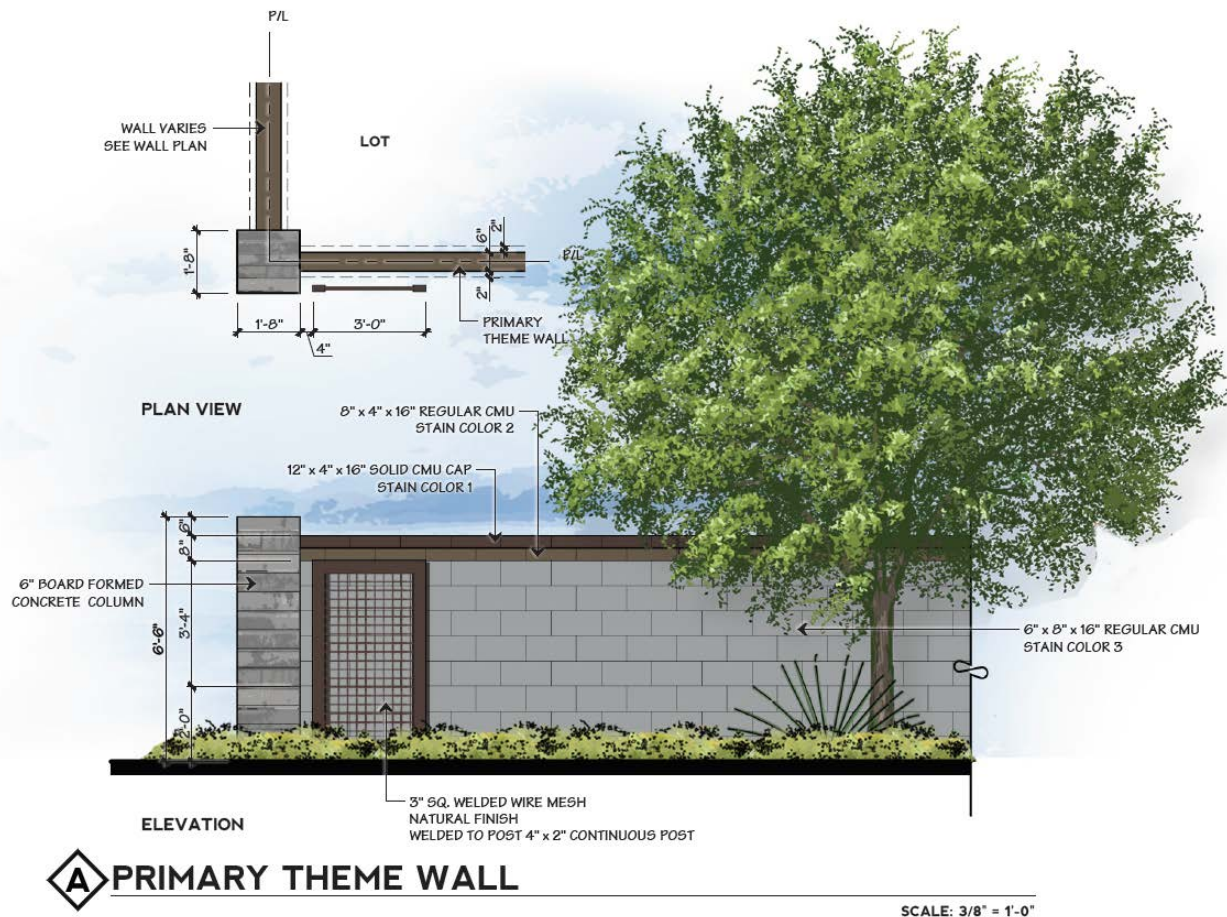 P/L
WALL VARIES
SEE WALL PLAN
LOT
1'-8"
6"
2"
P/L
2"
1'-8"
3'-0"
4"
PRIMARY
THEME WALL
PLAN VIEW
8" x 4" x 16" REGULAR CMU
STAIN COLOR 2
12" x 4" x 16" SOLID CMU CAP
STAIN COLOR 1
6"
8"
6" BOARD FORMED
CONCRETE COLUMN
3'-4"
6'-6"
2'-0"
6" x 8" x 16" REGULAR CMU
STAIN COLOR 3
3" SQ. WELDED WIRE MESH
NATURAL FINISH
WELDED TO POST 4" x 2" CONTINUOUS POST
ELEVATION
A PRIMARY THEME WALL
SCALE: 3/8" = 1'-0"